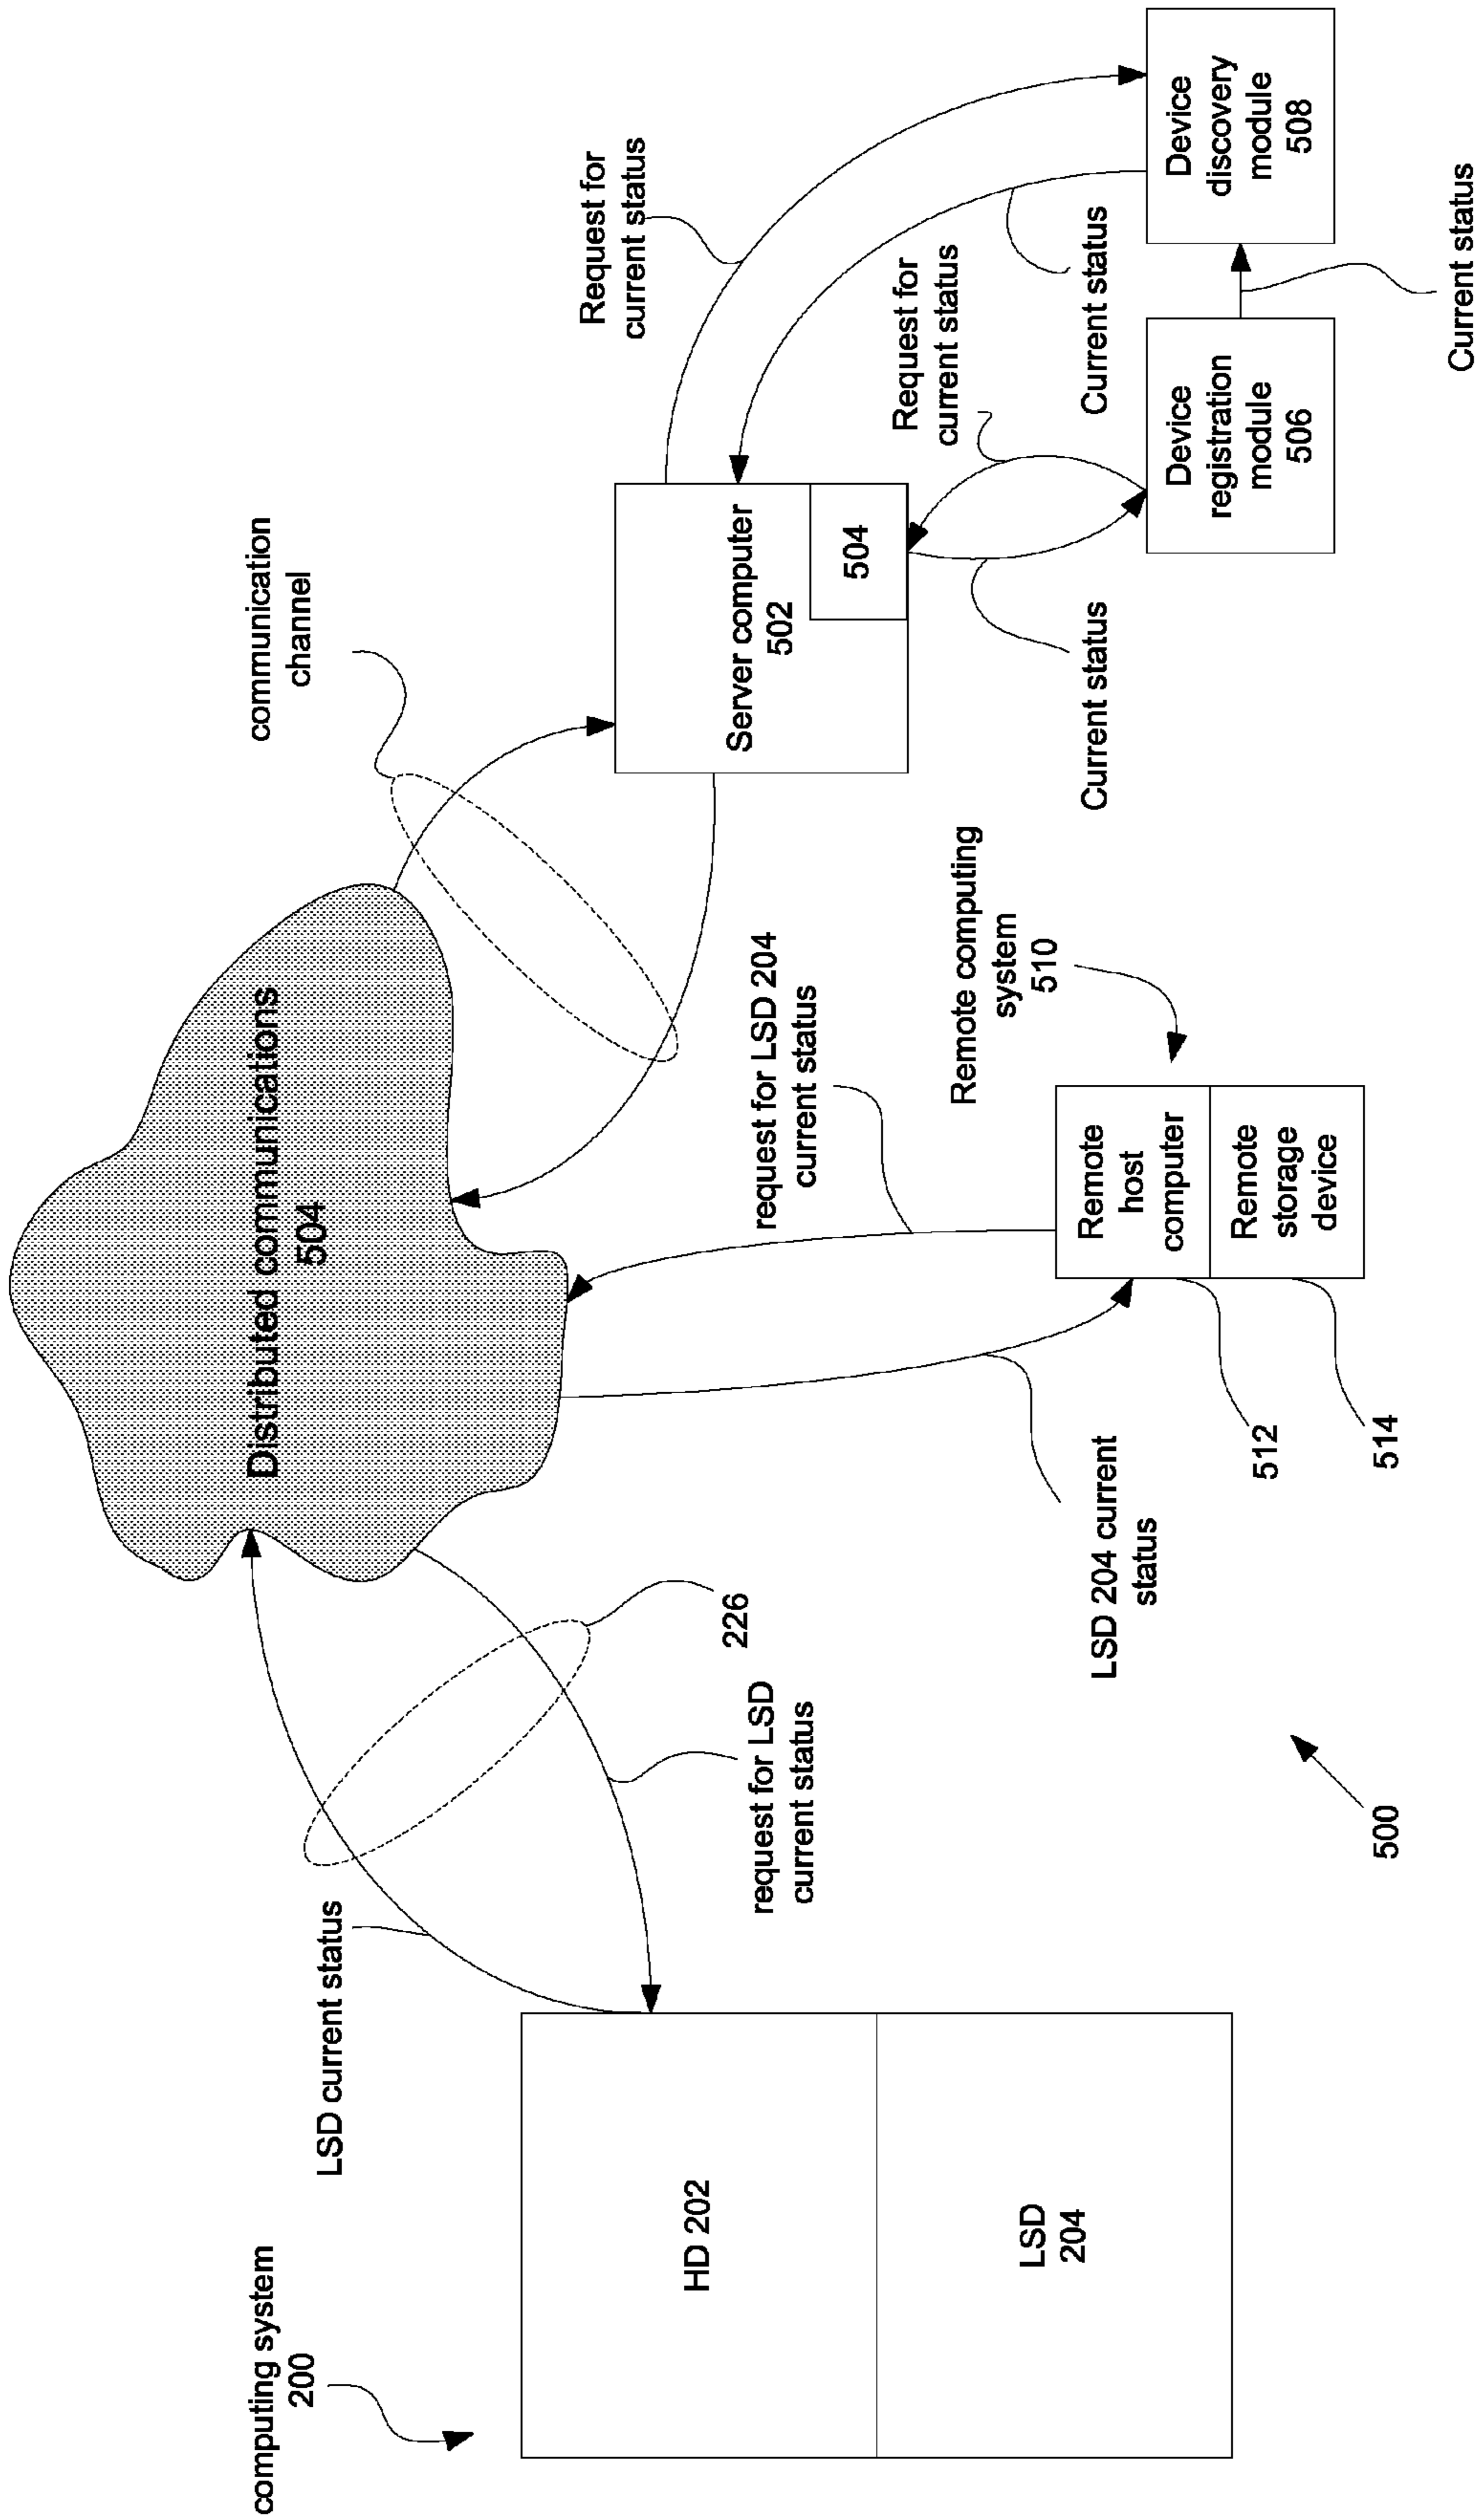 computing system
200
HD 202
LSD
204
LSD current status
request for LSD
current status
226
500
Distributed communications
504
LSD 204 current
status
512
514
request for LSD 204
current status
Remote
host
computer
Remote
storage
device
Remote computing
system
510
communication
channel
Server computer
502
504
Current status
Request for
current status
Request for
current status
Current status
Device
registration
module
506
Device
discovery
module
508
Current status